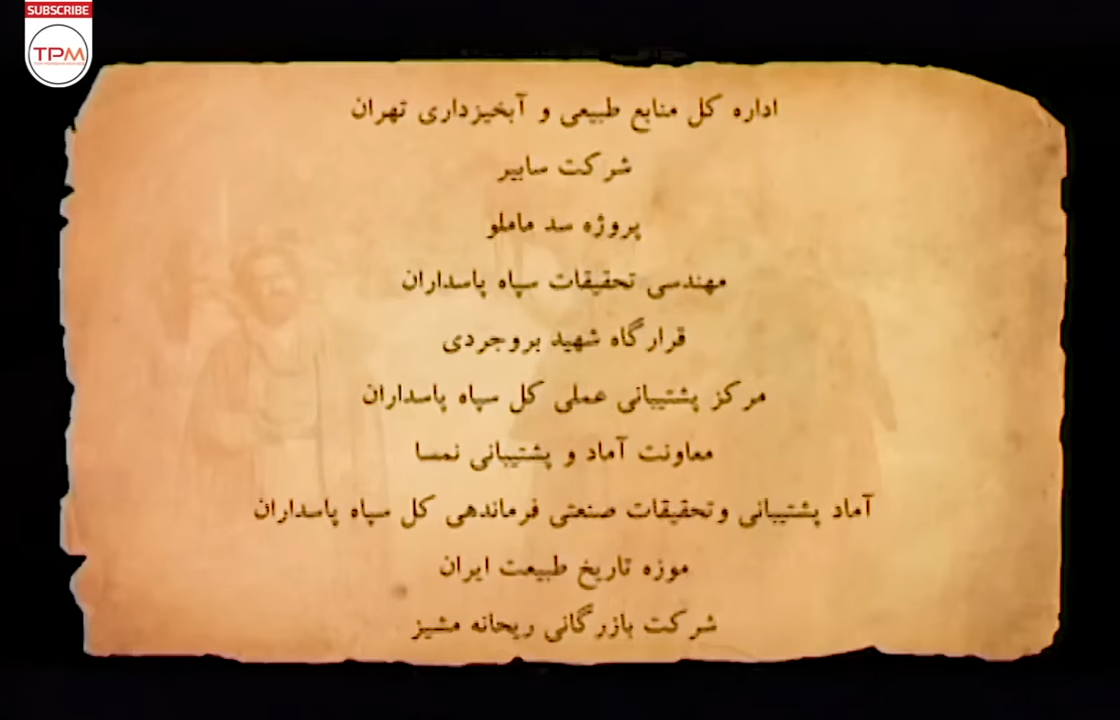 SUBSCRIBE
TPM
اداره کل منابع طبیعی و آبخیزداری تهران
شرکت سابیر
پروژه سد ماملو
مهندسی تحقیقات سپاه پاسداران
قرارگاه شهید بروجردی
مرکز پشتیبانی عملی کل سپاه پاسداران
معاونت آماد و پشتیبانی نمسا
آماد پشتیبانی وتحقیقات صنعتی فرماندهی کل سپاه پاسداران
موزه تاریخ طبیعت ایران
شرکت بازرگانی ریحانه مشیز